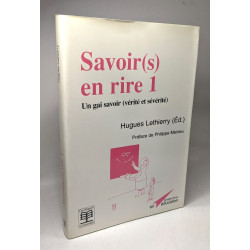 Savoir(s)
en rire 1
Un gai savoir (vérité et sévérité)
Hugues Lethierry (Éd.)
Préface de Philippe Meirieu